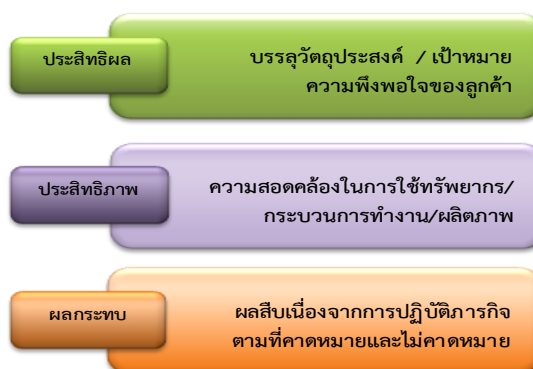 ประสิทธิผล
บรรลุวัตถุประสงค์ / เป้าหมาย
ความพึงพอใจของลูกค้า
ประสิทธิภาพ
ความสอดคล้องในการใช้ทรัพยากร/
กระบวนการทำงาน/ผลิตภาพ
ผลกระทบ
ผลสืบเนื่องจากการปฏิบัติภารกิจ
ตามที่คาดหมายและไม่คาดหมาย